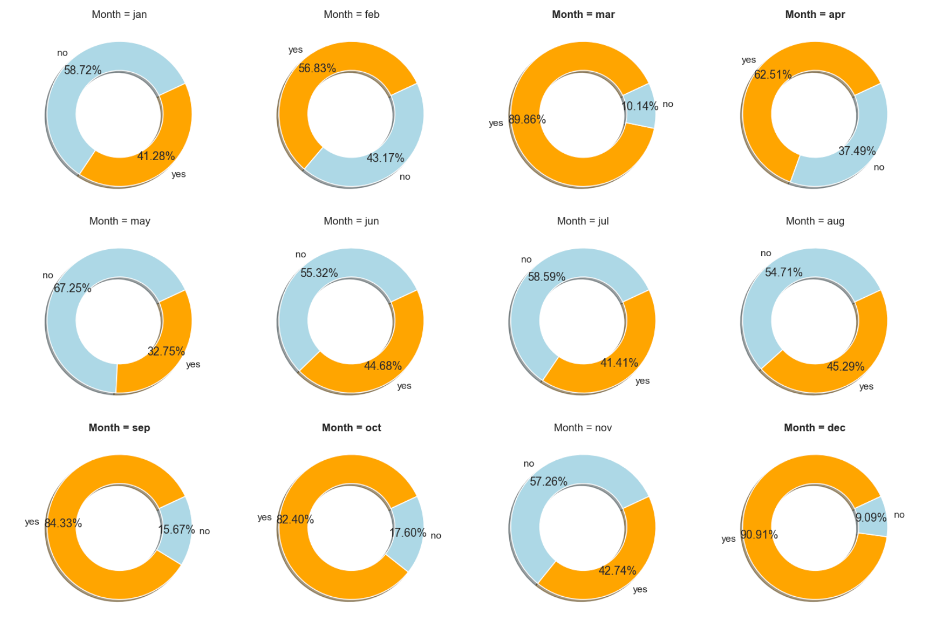 Month = jan
no
58.72%
41.28%
yes
Month = feb
yes
56.83%
43.17%
no
Month = mar
yes
89.86%
10.14%
no
Month = apr
yes
62.51%
37.49%
no
Month = may
no
67.25%
32.75%
yes
Month = jun
no
55.32%
44.68%
yes
Month = jul
no
58.59%
41.41%
yes
Month = aug
no
54.71%
45.29%
yes
Month = sep
yes
84.33%
15.67%
no
Month = oct
yes
82.40%
17.60%
no
Month = nov
no
57.26%
42.74%
yes
Month = dec
yes
90.91%
9.09%
no